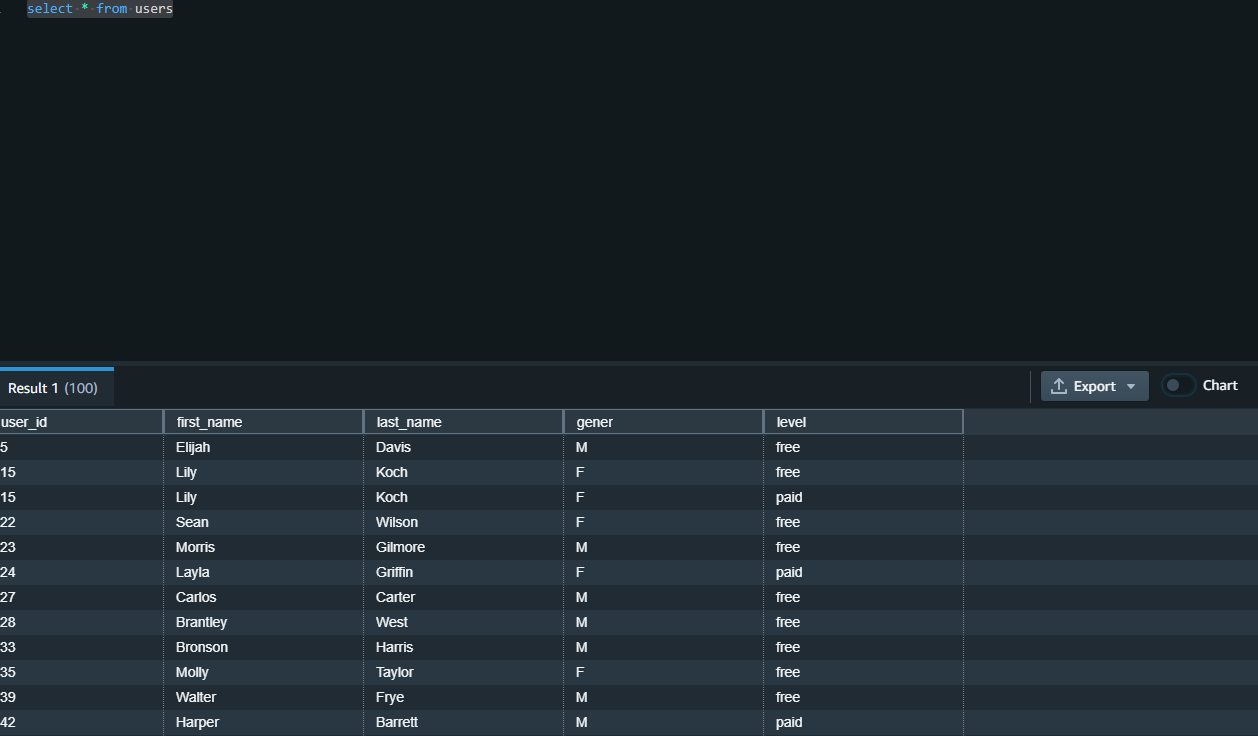 select * from users
Result 1 (100)
Export
Chart
user_id first_name last_name gener level
5 Elijah Davis M free
15 Lily Koch F free
15 Lily Koch F paid
22 Sean Wilson F free
23 Morris Gilmore M free
24 Layla Griffin F paid
27 Carlos Carter M free
28 Brantley West M free
33 Bronson Harris M free
35 Molly Taylor F free
39 Walter Frye M free
42 Harper Barrett M paid